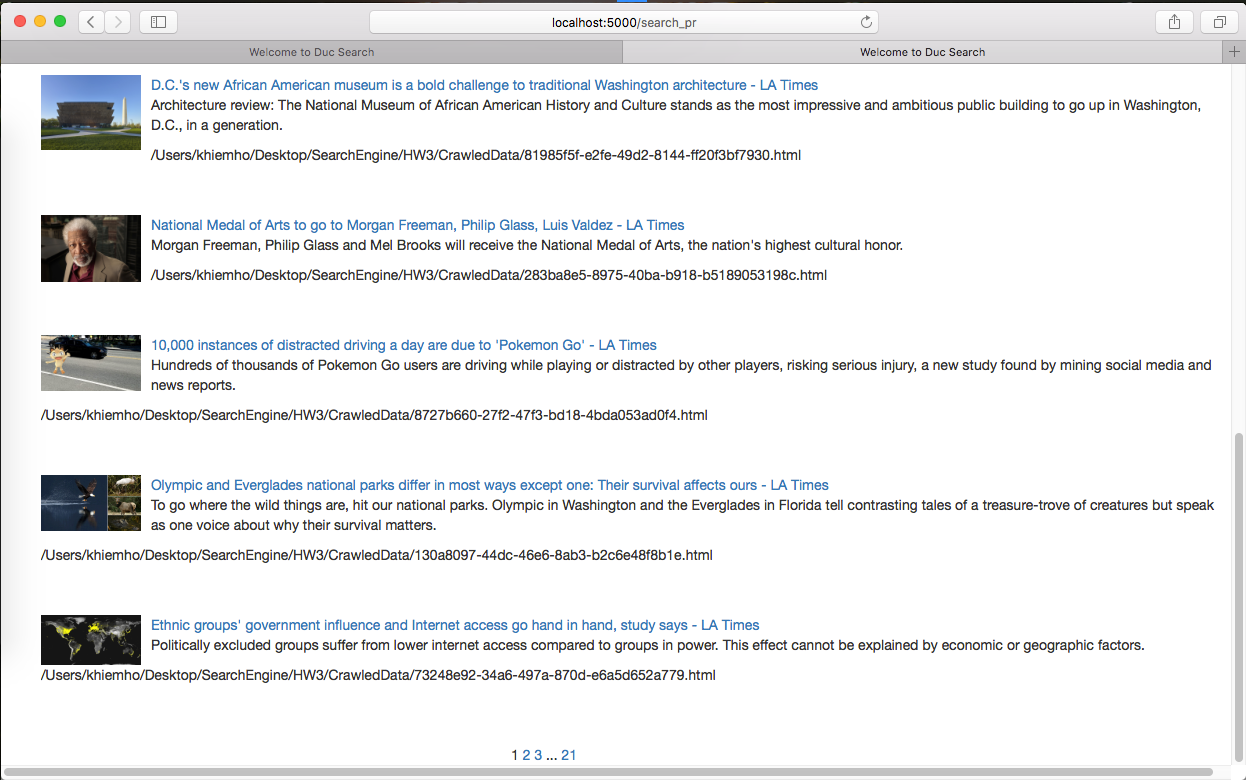 localhost:5000/search_pr
Welcome to Duc Search
Welcome to Duc Search
D.C.'s new African American museum is a bold challenge to traditional Washington architecture - LA Times
Architecture review: The National Museum of African American History and Culture stands as the most impressive and ambitious public building to go up in Washington,
D.C., in a generation.
/Users/khiemho/Desktop/SearchEngine/HW3/CrawledData/81985f5f-e2fe-49d2-8144-ff20f3bf7930.html
National Medal of Arts to go to Morgan Freeman, Philip Glass, Luis Valdez - LA Times
Morgan Freeman, Philip Glass and Mel Brooks will receive the National Medal of Arts, the nation's highest cultural honor.
/Users/khiemho/Desktop/SearchEngine/HW3/CrawledData/283ba8e5-8975-40ba-b918-b5189053198c.html
10,000 instances of distracted driving a day are due to 'Pokemon Go' - LA Times
Hundreds of thousands of Pokemon Go users are driving while playing or distracted by other players, risking serious injury, a new study found by mining social media and
news reports.
/Users/khiemho/Desktop/SearchEngine/HW3/CrawledData/8727b660-27f2-47f3-bd18-4bda053ad0f4.html
Olympic and Everglades national parks differ in most ways except one: Their survival affects ours - LA Times
To go where the wild things are, hit our national parks. Olympic in Washington and the Everglades in Florida tell contrasting tales of a treasure-trove of creatures but speak
as one voice about why their survival matters.
/Users/khiemho/Desktop/SearchEngine/HW3/CrawledData/130a8097-44dc-46e6-8ab3-b2c6e48f8b1e.html
Ethnic groups' government influence and Internet access go hand in hand, study says - LA Times
Politically excluded groups suffer from lower internet access compared to groups in power. This effect cannot be explained by economic or geographic factors.
/Users/khiemho/Desktop/SearchEngine/HW3/CrawledData/73248e92-34a6-497a-870d-e6a5d652a779.html
1 2 3 ... 21